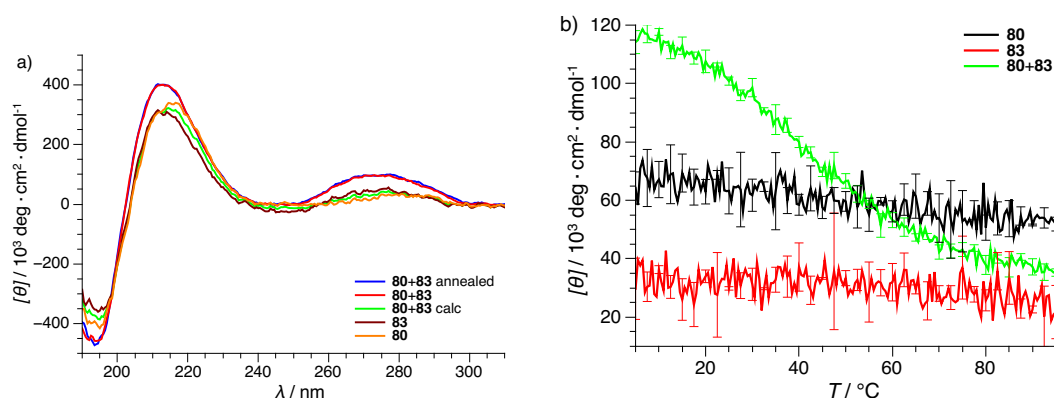 a)
[θ] / 10³ deg · cm² · dmol⁻¹
400
200
0
−200
−400
200 220 240 260 280 300
λ / nm
80+83 annealed
80+83
80+83 calc
83
80
b)
[θ] / 10³ deg · cm² · dmol⁻¹
120
100
80
60
40
20
20 40 60 80
T / °C
80
83
80+83